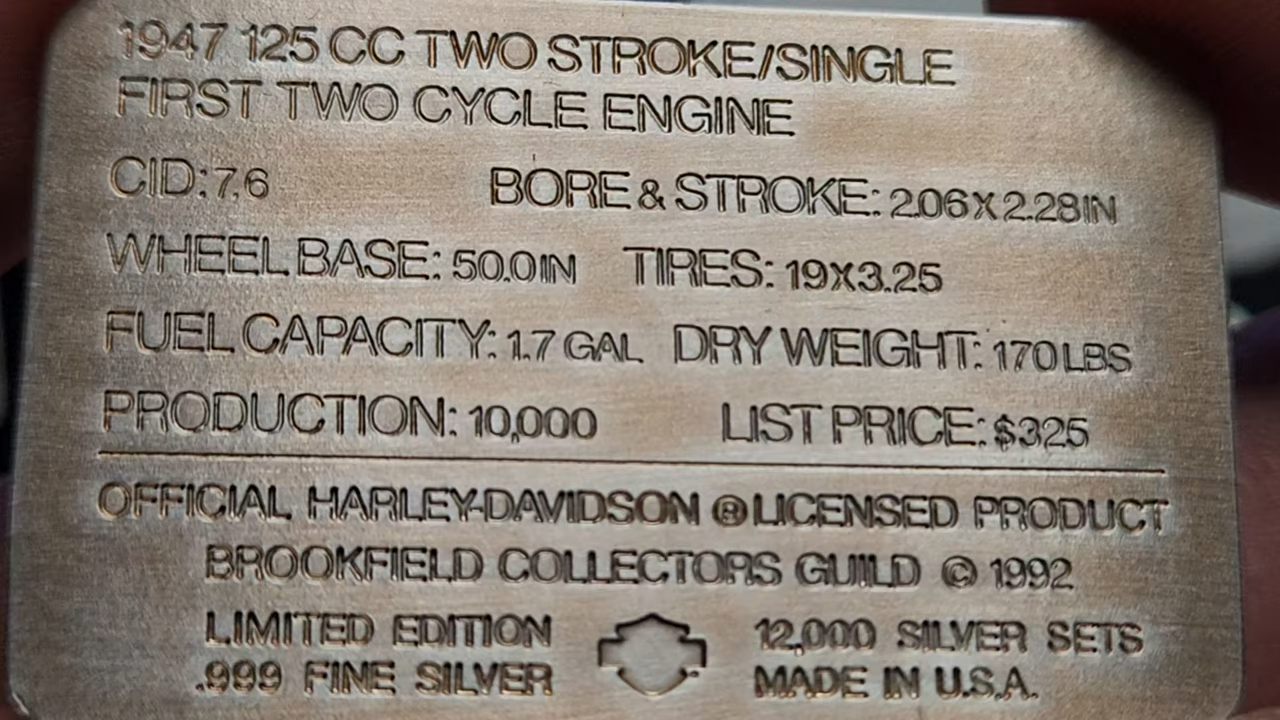 1947 125 CC TWO STROKE/SINGLE
FIRST TWO CYCLE ENGINE
CID: 7.6 BORE & STROKE: 2.06 X 2.28 IN
WHEEL BASE: 50.0 IN TIRES: 19X3.25
FUEL CAPACITY: 1.7 GAL DRY WEIGHT: 170 LBS
PRODUCTION: 10,000 LIST PRICE: $325
OFFICIAL HARLEY-DAVIDSON ® LICENSED PRODUCT
BROOKFIELD COLLECTORS GUILD © 1992
LIMITED EDITION 12,000 SILVER SETS
.999 FINE SILVER MADE IN U.S.A.